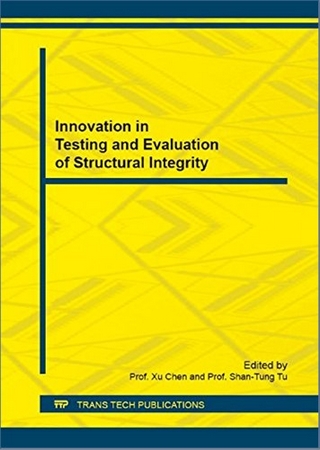 Innovation in
Testing and Evaluation
of Structural Integrity
Edited by
Prof. Xu Chen and Prof. Shan-Tung Tu
TTP TRANS TECH PUBLICATIONS